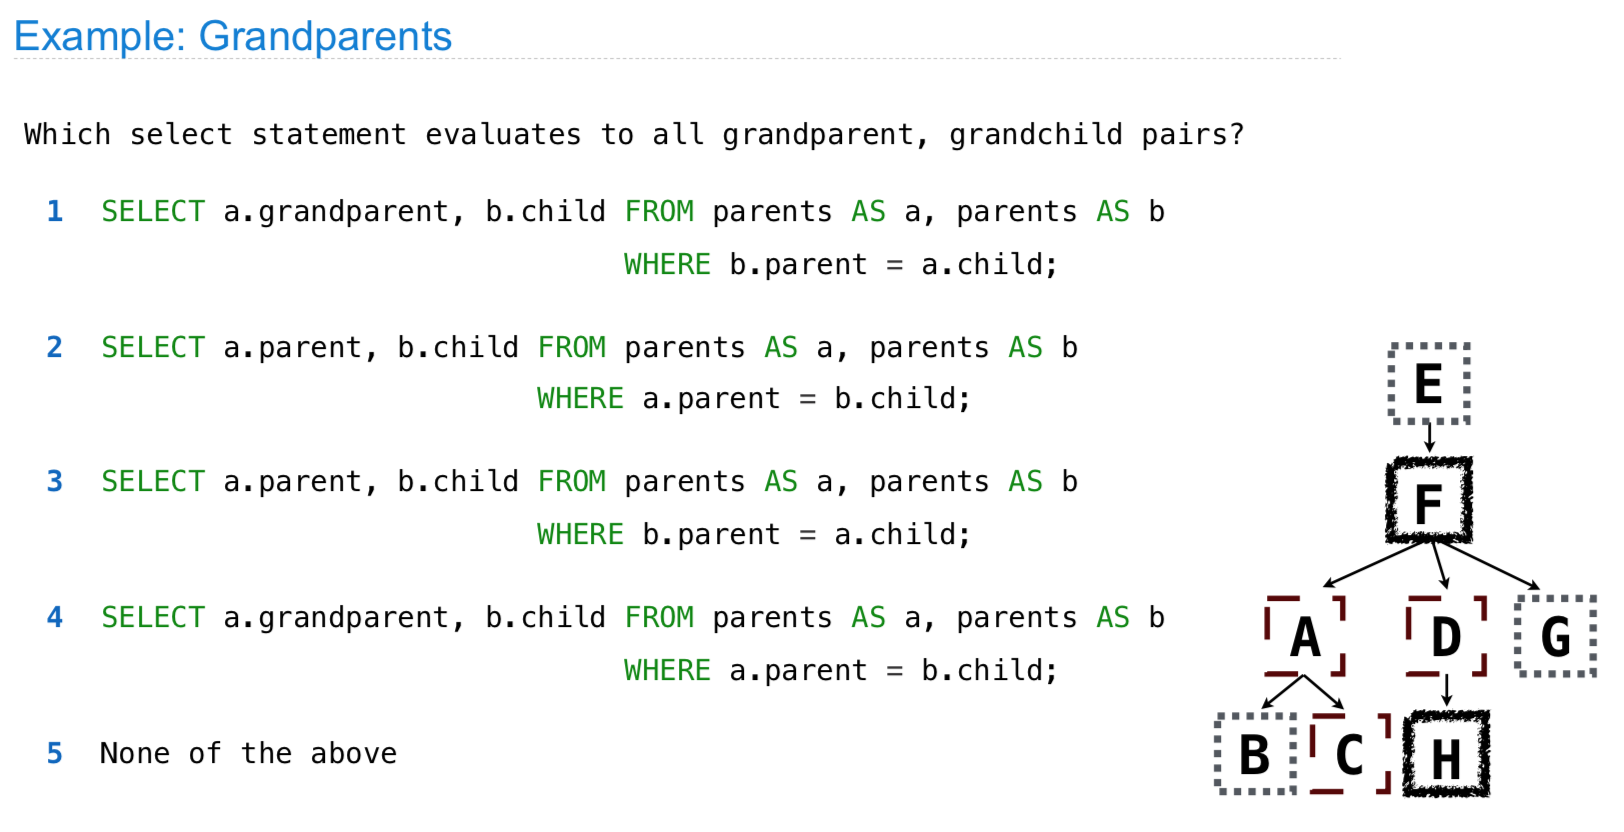 Example: Grandparents
Which select statement evaluates to all grandparent, grandchild pairs?
1 SELECT a.grandparent, b.child FROM parents AS a, parents AS b
WHERE b.parent = a.child;
2 SELECT a.parent, b.child FROM parents AS a, parents AS b
WHERE a.parent = b.child;
3 SELECT a.parent, b.child FROM parents AS a, parents AS b
WHERE b.parent = a.child;
4 SELECT a.grandparent, b.child FROM parents AS a, parents AS b
WHERE a.parent = b.child;
5 None of the above
E
F
A D G
B C H